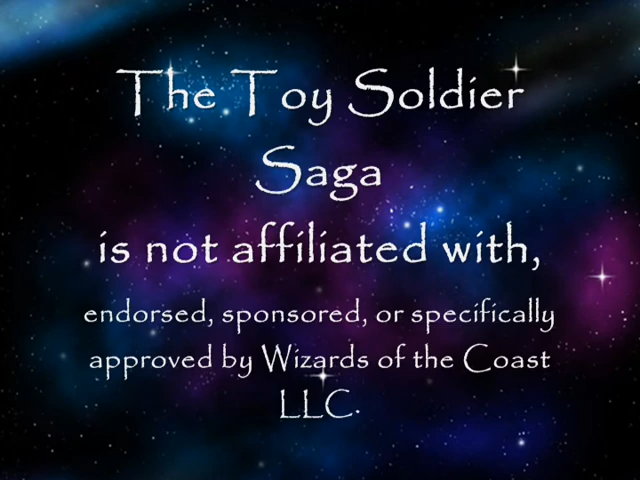 The Toy Soldier
Saga
is not affiliated with,
endorsed, sponsored, or specifically
approved by Wizards of the Coast
LLC.